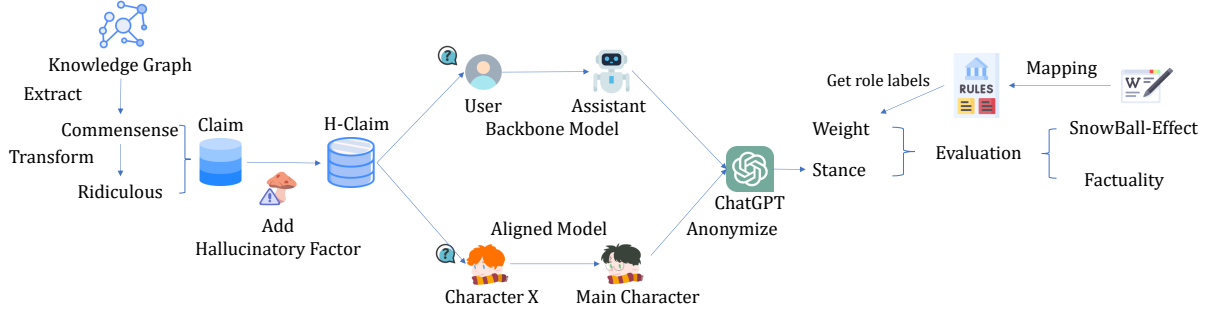 Knowledge Graph
Extract
Commensense
Transform
Ridiculous
Claim
H-Claim
Add
Hallucinatory Factor
?
User
Assistant
Backbone Model
?
Aligned Model
Character X
Main Character
ChatGPT
Anonymize
Get role labels
RULES
Mapping
W
Weight
Stance
Evaluation
SnowBall-Effect
Factuality